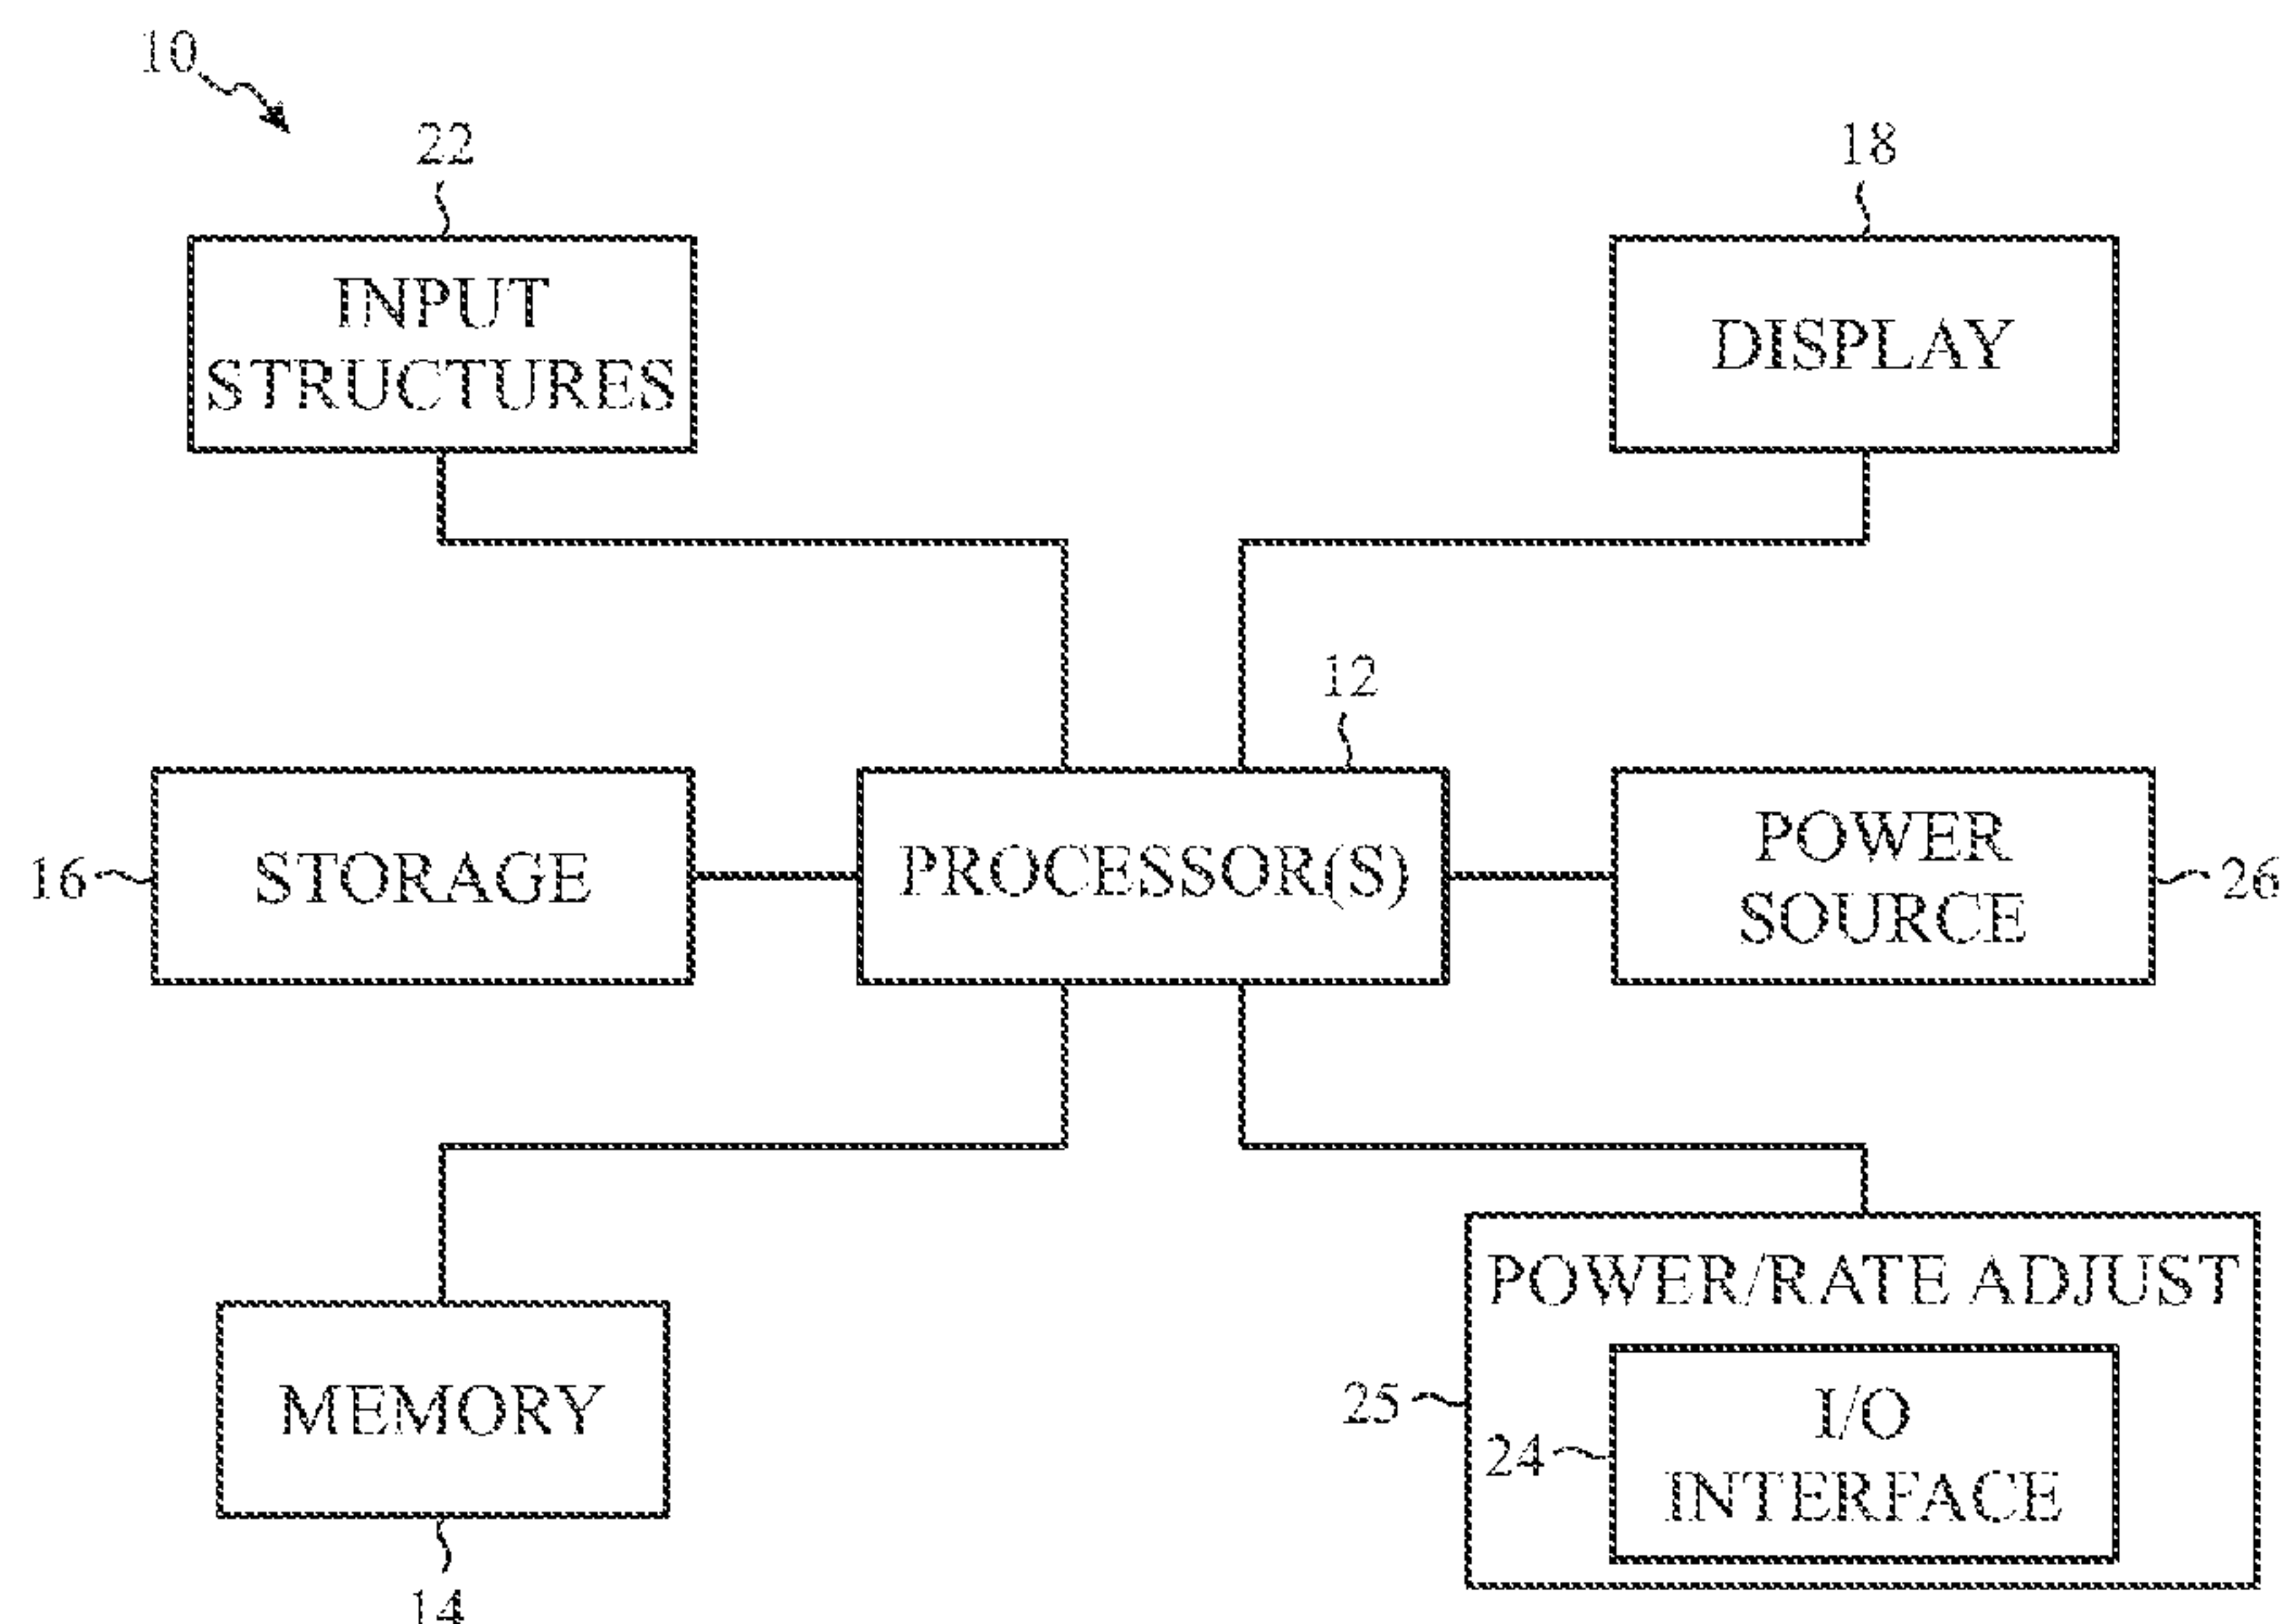 10
22
18
INPUT
STRUCTURES
DISPLAY
12
16
STORAGE
PROCESSOR(S)
POWER
SOURCE
26
POWER/RATE ADJUST
MEMORY
25
24
I/O
INTERFACE
14